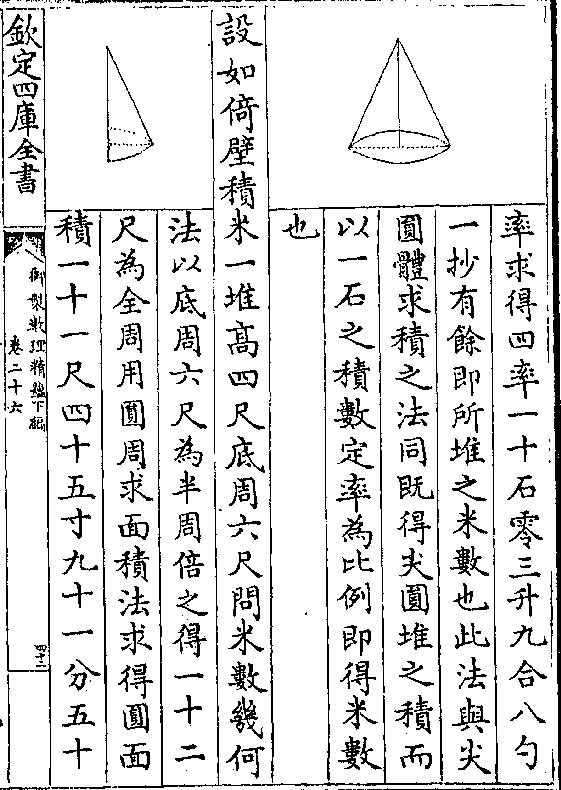 率求得四率一十石零三升九合八勺
一抄有餘即所堆之米數也此法與尖
圓體求積之法同既得尖圓堆之積而
以一石之積數定率為比例即得米數
也
設如倚壁積米一堆高四尺底周六尺問米數幾何
法以底周六尺為半周倍之得一十二
尺為全周用圓周求面積法求得圓面
積一十一尺四十五寸九十一分五十
欽定四庫全書
御製數理精蘊下編
卷二十六
四十二